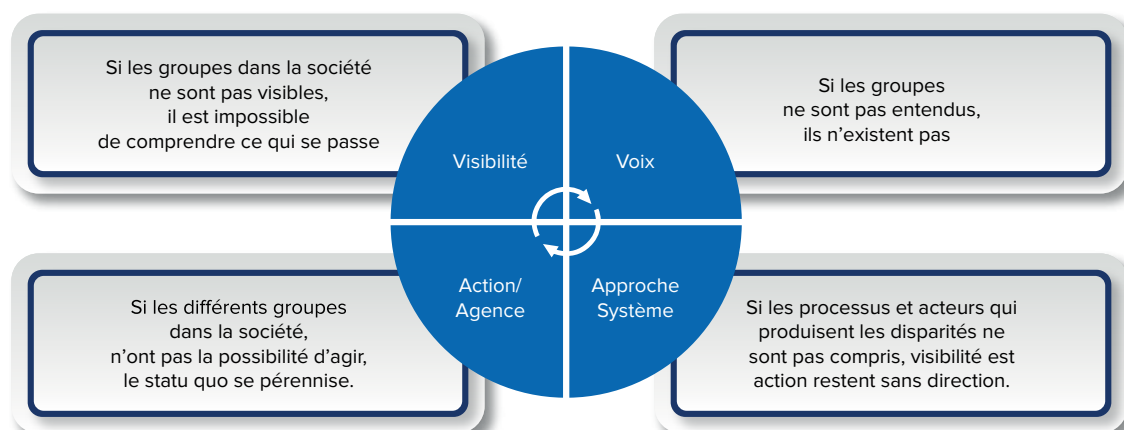 Si les groupes dans la société
ne sont pas visibles,
il est impossible
de comprendre ce qui se passe
Visibilité
Voix
Si les groupes
ne sont pas entendus,
ils n’existent pas
Si les différents groupes
dans la société,
n’ont pas la possibilité d’agir,
le statu quo se pérennise.
Action/
Agence
Approche
Système
Si les processus et acteurs qui
produisent les disparités ne
sont pas compris, visibilité est
action restent sans direction.